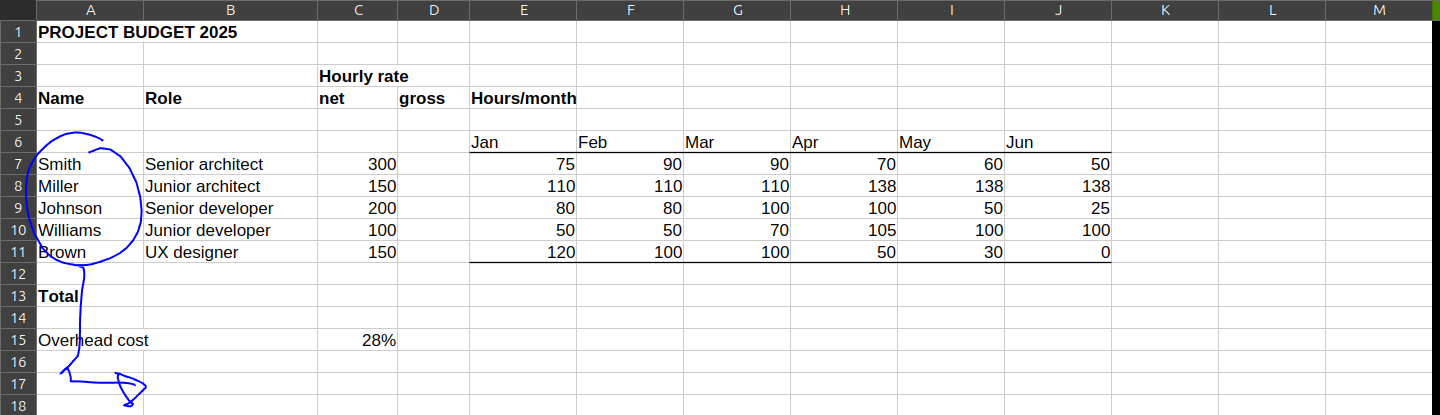 A B C D E F G H I J K L M
1 PROJECT BUDGET 2025
2
3 Hourly rate
4 Name Role net gross Hours/month
5
6 Jan Feb Mar Apr May Jun
7 Smith Senior architect 300 75 90 90 70 60 50
8 Miller Junior architect 150 110 110 110 138 138 138
9 Johnson Senior developer 200 80 80 100 100 50 25
10 Williams Junior developer 100 50 50 70 105 100 100
11 Brown UX designer 150 120 100 100 50 30 0
12
13 Total
14
15 Overhead cost 28%
16
17
18